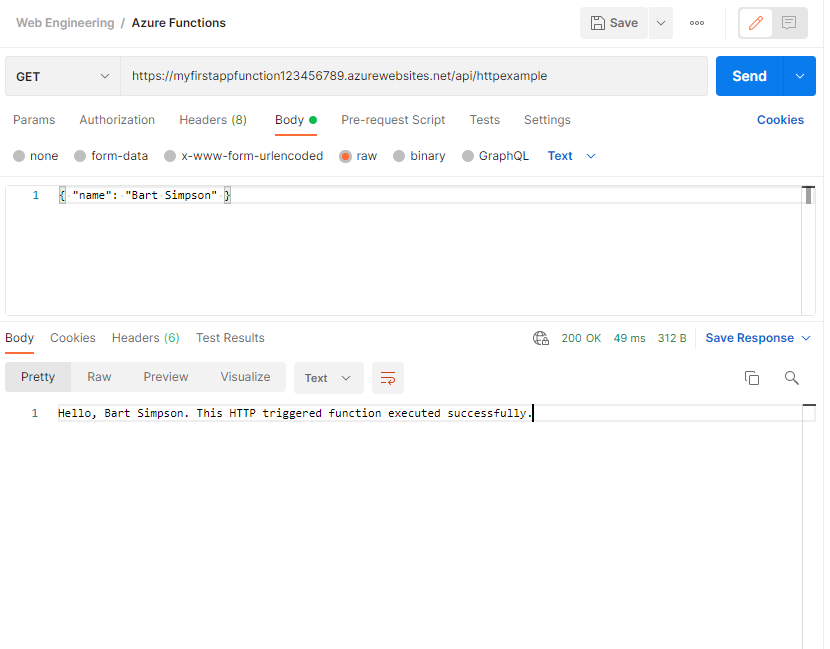 Web Engineering / Azure Functions
Save
GET
https://myfirstappfunction123456789.azurewebsites.net/api/httpexample
Send
Params Authorization Headers (8) Body Pre-request Script Tests Settings Cookies
none form-data x-www-form-urlencoded raw binary GraphQL Text
1 { "name": "Bart Simpson" }
Body Cookies Headers (6) Test Results 200 OK 49 ms 312 B Save Response
Pretty Raw Preview Visualize Text
1 Hello, Bart Simpson. This HTTP triggered function executed successfully.